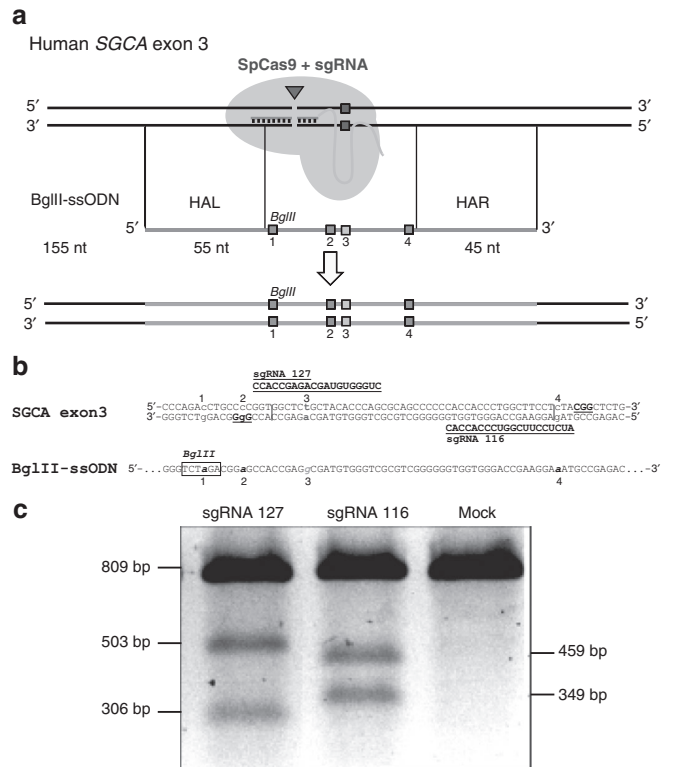 a
Human SGCA exon 3
SpCas9 + sgRNA
5′ 3′
3′ 5′
BglII-ssODN HAL HAR
BglII
5′ 3′
1 2 3 4
155 nt 55 nt 45 nt
BglII
5′ 3′
3′ 5′
1 2 3 4
b
sgRNA 127
CCACCGAGACGAUGUGGGUC
1 2 3 4
5′-CCCAGAcCTGCCcCGGTGGCTCtGCTACACCCAGCGCAGCCCCCCACCACCCTGGCTTCCTcTACGGCTCTG-3′
SGCA exon3
3′-GGGTCTgGACGGgGCCACCGAGaCGATGTGGGTCGCGTCGGGGGGTGGTGGGACCGAAGGAgATGCCGAGAC-5′
CACCACCCUGGCUUCCUCUA
sgRNA 116
BglII
BglII-ssODN 5′-...GGGTCTaGACGGaGCCACCGAGgCGATGTGGGTCGCGTCGGGGGGTGGTGGGACCGAAGGAaATGCCGAGAC...-3′
1 2 3 4
c
sgRNA 127 sgRNA 116 Mock
809 bp
503 bp
459 bp
349 bp
306 bp